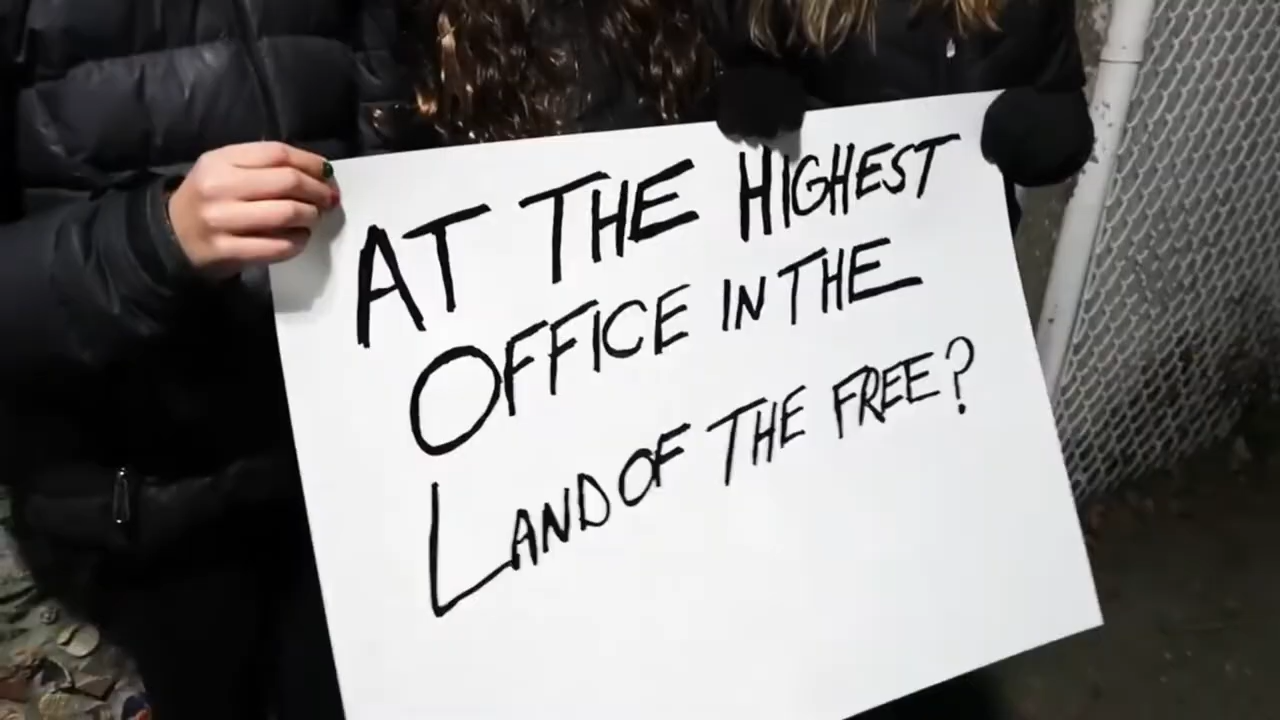 AT THE HIGHEST
OFFICE IN THE
LAND OF THE FREE?